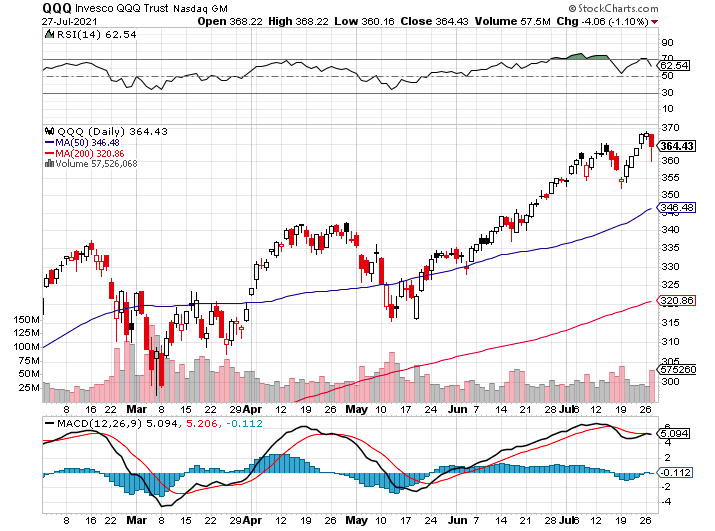 QQQ Invesco QQQ Trust Nasdaq GM © StockCharts.com
27-Jul-2021 Open 368.22 High 368.22 Low 360.16 Close 364.43 Volume 57.5M Chg -4.06 (-1.10%)
RSI(14) 62.54
90
70
62.54
50
30
10
QQQ (Daily) 364.43
MA(50) 346.48
MA(200) 320.86
Volume 57,526,068
370
364.43
360
355
350
346.48
345
340
335
330
325
320.86
315
310
305
300
150M
125M
100M
75M
50M
25M
575260
8 16 22 Mar 8 15 22 29 Apr 12 19 26 May 10 17 24 Jun 7 14 21 28 Jul 6 12 19 26
MACD(12,26,9) 5.094, 5.206, -0.112
6
5.094
2
-0.112
-2
-4
8 16 22 Mar 8 15 22 29 Apr 12 19 26 May 10 17 24 Jun 7 14 21 28 Jul 6 12 19 26